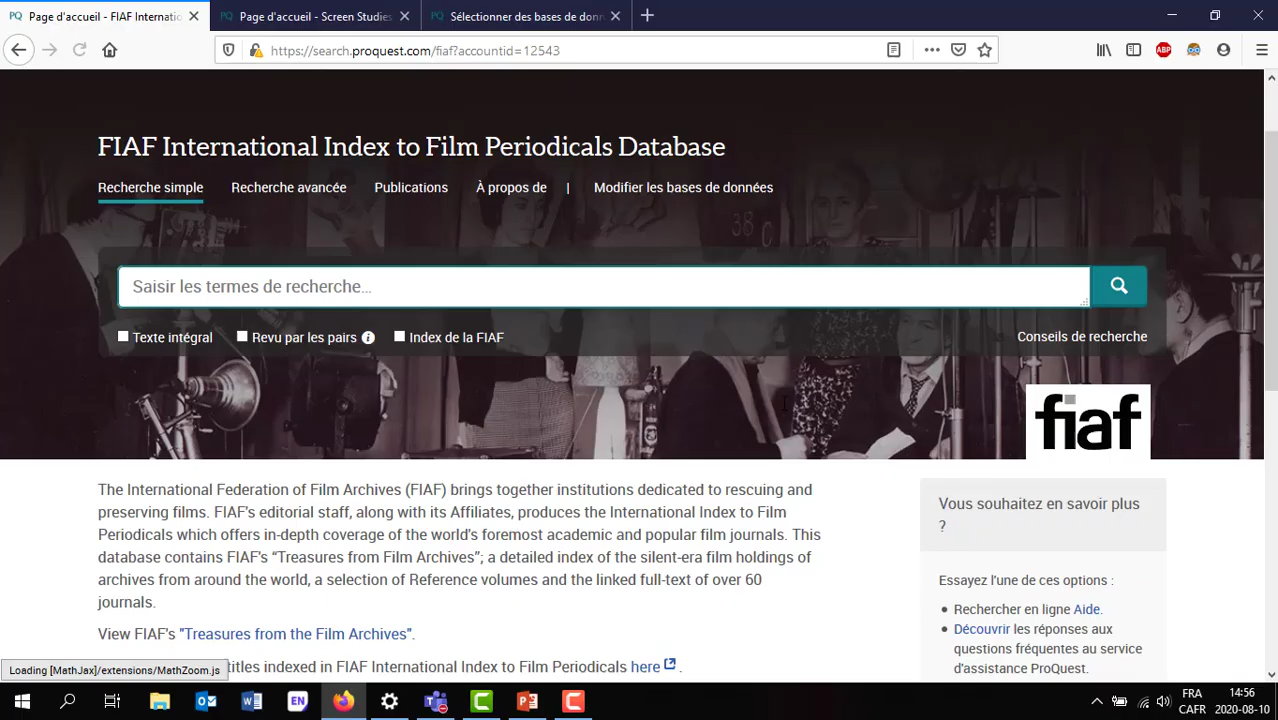 Page d'accueil - FIAF Internatio
Page d'accueil - Screen Studies
Sélectionner des bases de donn
https://search.proquest.com/fiaf?accountid=12543
ABP
FIAF International Index to Film Periodicals Database
Recherche simple
Recherche avancée
Publications
À propos de
|
Modifier les bases de données
38 C
Saisir les termes de recherche...
Texte intégral
Revu par les pairs
Index de la FIAF
Conseils de recherche
fiaf
The International Federation of Film Archives (FIAF) brings together institutions dedicated to rescuing and
preserving films. FIAF's editorial staff, along with its Affiliates, produces the International Index to Film
Periodicals which offers in-depth coverage of the world's foremost academic and popular film journals. This
database contains FIAF's "Treasures from Film Archives"; a detailed index of the silent-era film holdings of
archives from around the world, a selection of Reference volumes and the linked full-text of over 60
journals.
View FIAF's "Treasures from the Film Archives".
titles indexed in FIAF International Index to Film Periodicals here .
Vous souhaitez en savoir plus
?
Essayez l'une de ces options :
Rechercher en ligne Aide.
Découvrir les réponses aux
questions fréquentes au service
d'assistance ProQuest.
Loading [MathJax]/extensions/MathZoom.js
EN
FRA
CAFR
14:56
2020-08-10